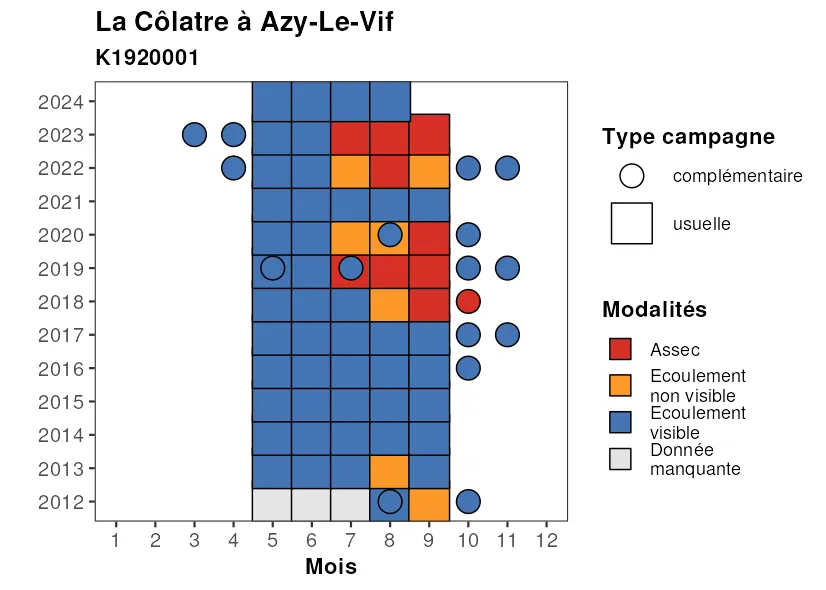 La Côlatre à Azy-Le-Vif
K1920001
2024
2023
2022
2021
2020
2019
2018
2017
2016
2015
2014
2013
2012
1 2 3 4 5 6 7 8 9 10 11 12
Mois
Type campagne
complémentaire
usuelle
Modalités
Assec
Ecoulement
non visible
Ecoulement
visible
Donnée
manquante